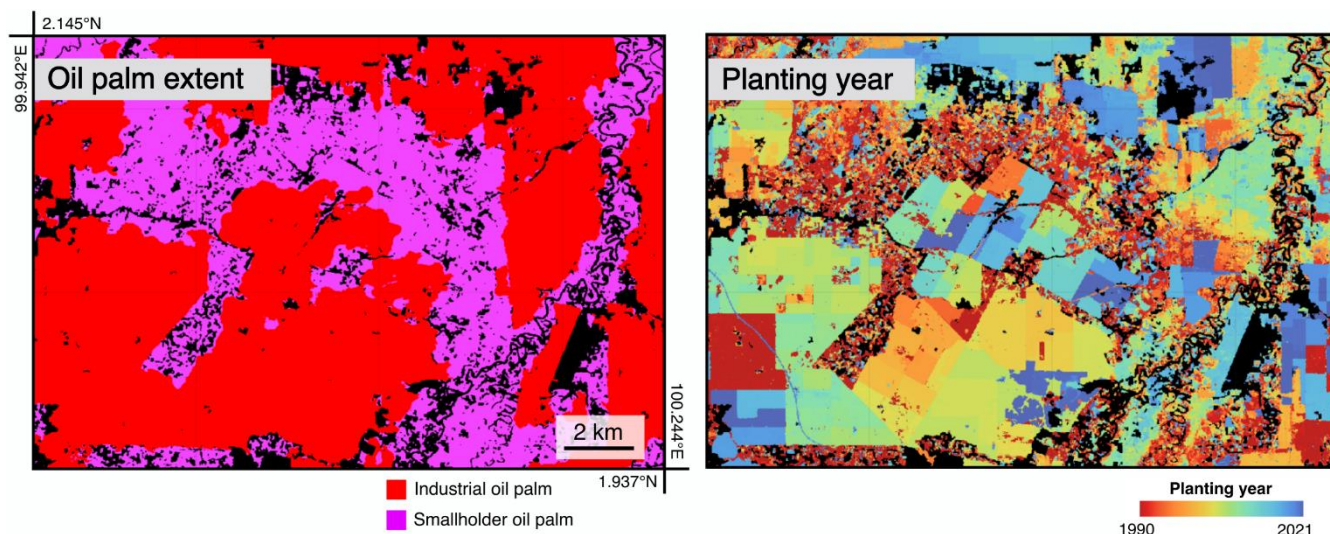 2.145°N
99.942°E
Oil palm extent
Planting year
2 km
100.244°E
1.937°N
Industrial oil palm
Smallholder oil palm
Planting year
1990
2021